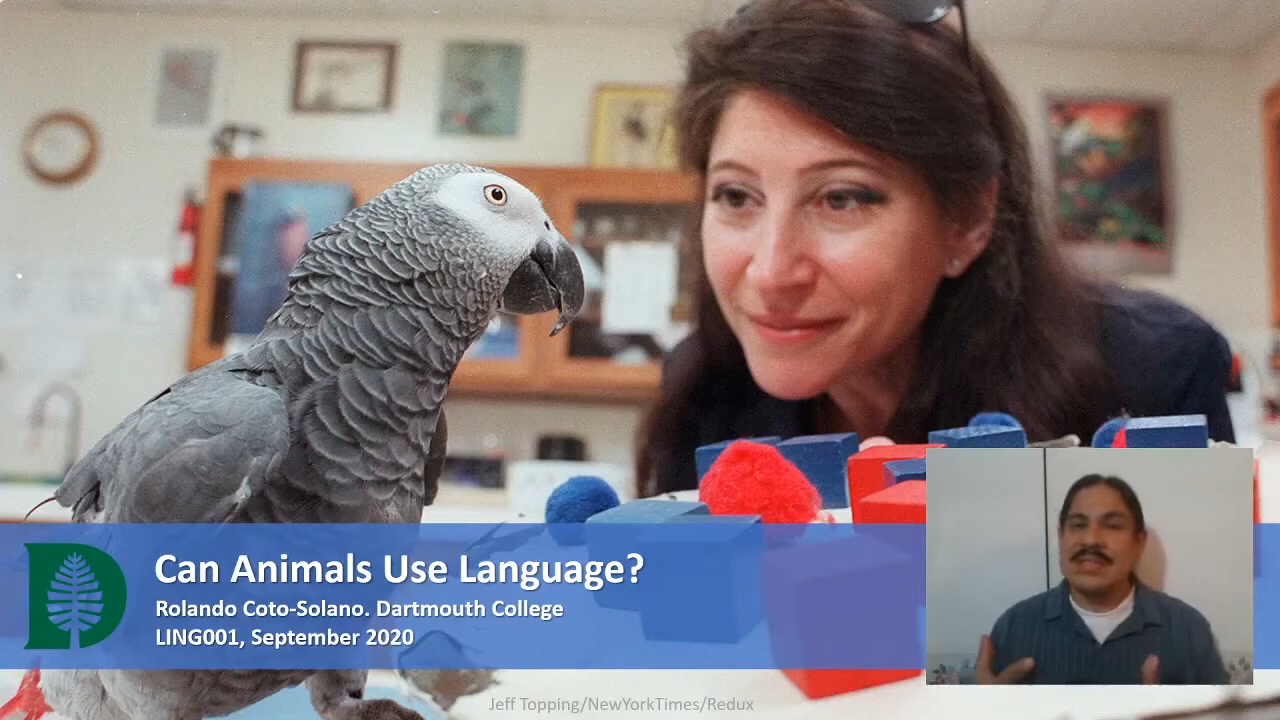 Can Animals Use Language?
Rolando Coto-Solano. Dartmouth College
LING001, September 2020
Jeff Topping/NewYorkTimes/Redux